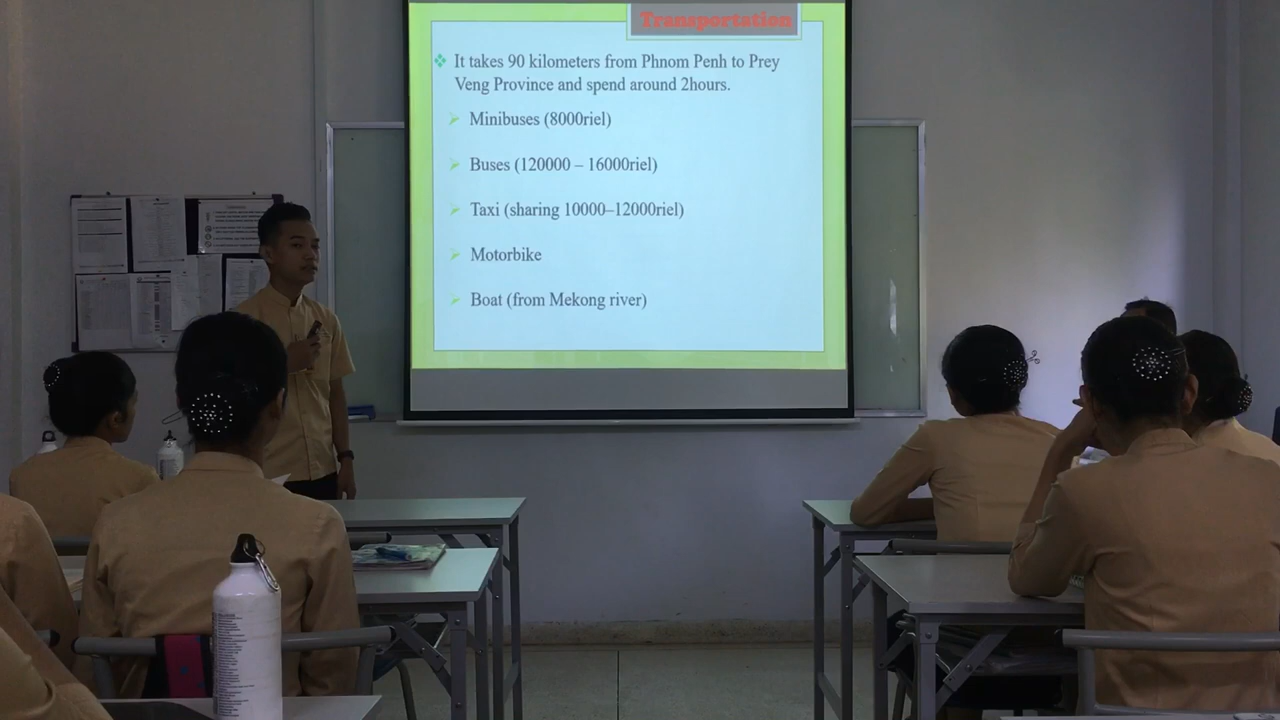 Transportation
It takes 90 kilometers from Phnom Penh to Prey
Veng Province and spend around 2hours.
Minibuses (8000riel)
Buses (120000 – 16000riel)
Taxi (sharing 10000–12000riel)
Motorbike
Boat (from Mekong river)